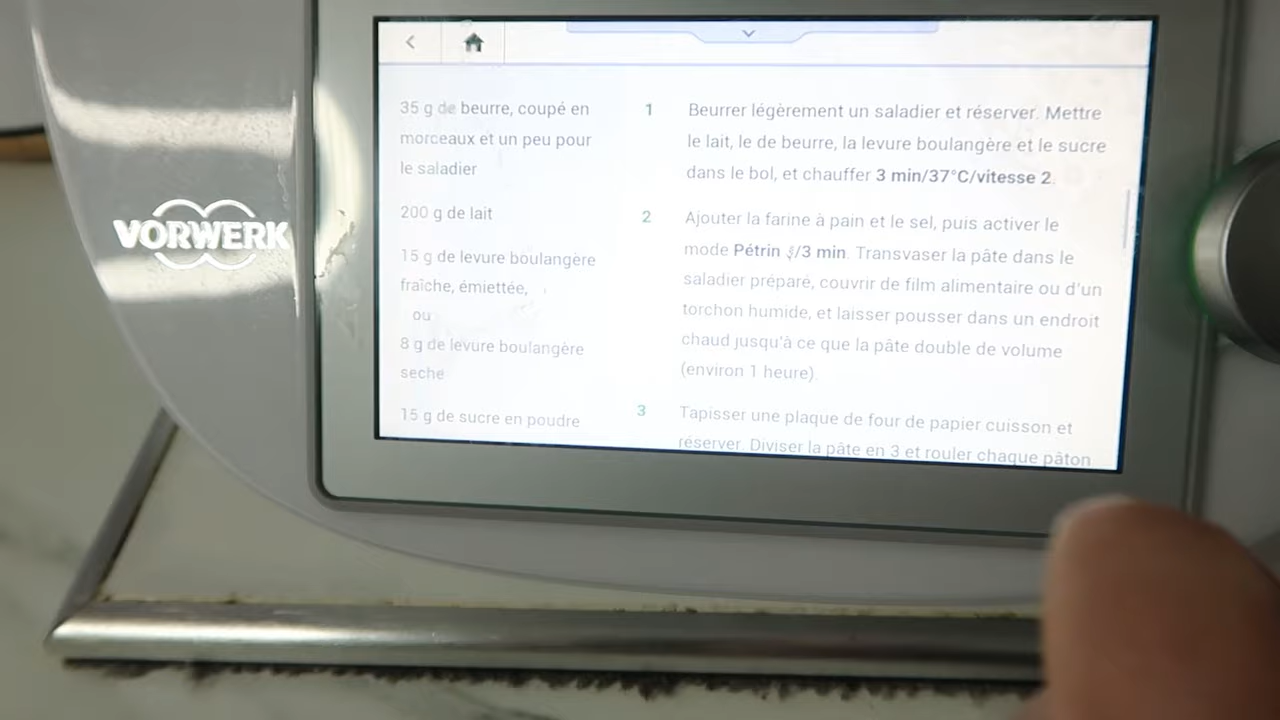 VORWERK
35 g de beurre, coupé en
morceaux et un peu pour
le saladier
200 g de lait
15 g de levure boulangère
fraîche, émiettée,
ou
8 g de levure boulangère
seche
15 g de sucre en poudre
1 Beurrer légèrement un saladier et réserver. Mettre
le lait, le de beurre, la levure boulangère et le sucre
dans le bol, et chauffer 3 min/37°C/vitesse 2.
2 Ajouter la farine à pain et le sel, puis activer le
mode Pétrin /3 min. Transvaser la pâte dans le
saladier préparé, couvrir de film alimentaire ou d'un
torchon humide, et laisser pousser dans un endroit
chaud jusqu'à ce que la pâte double de volume
(environ 1 heure).
3 Tapisser une plaque de four de papier cuisson et
réserver. Diviser la pâte en 3 et rouler chaque pâton